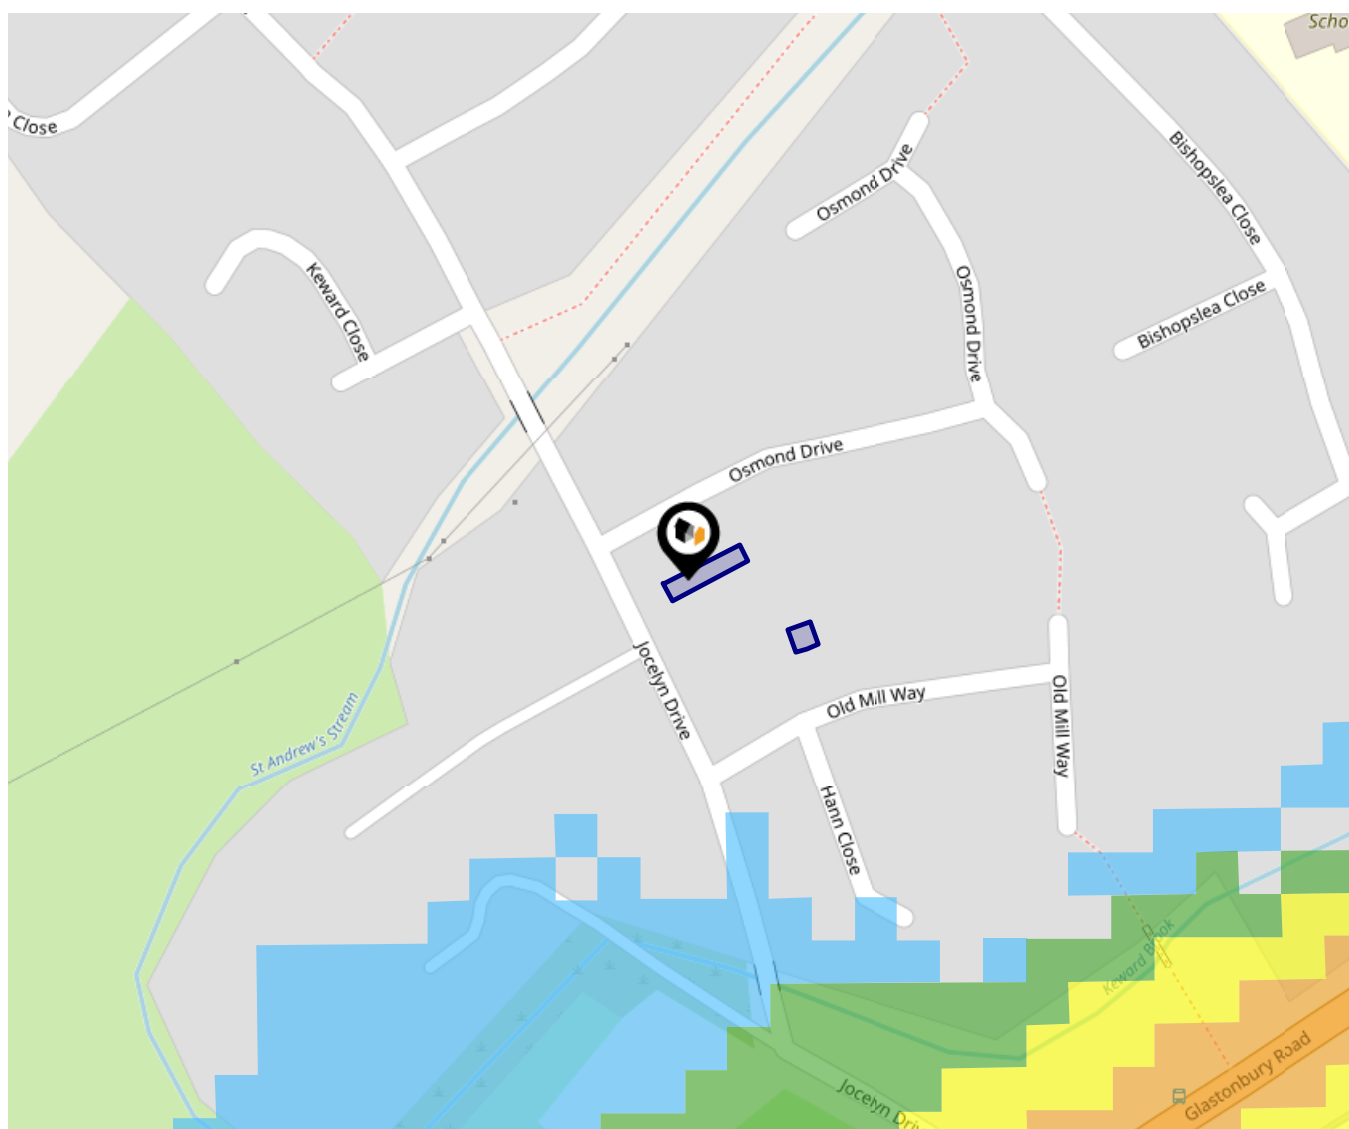 Scho
Close
Bishopslea Close
Osmond Drive
Keward Close
Osmond Drive
Bishopslea Close
Osmond Drive
Jocelyn Drive
Old Mill Way
Old Mill Way
St Andrew's Stream
Hann Close
Keward Brook
Glastonbury Road
Jocelyn Driv